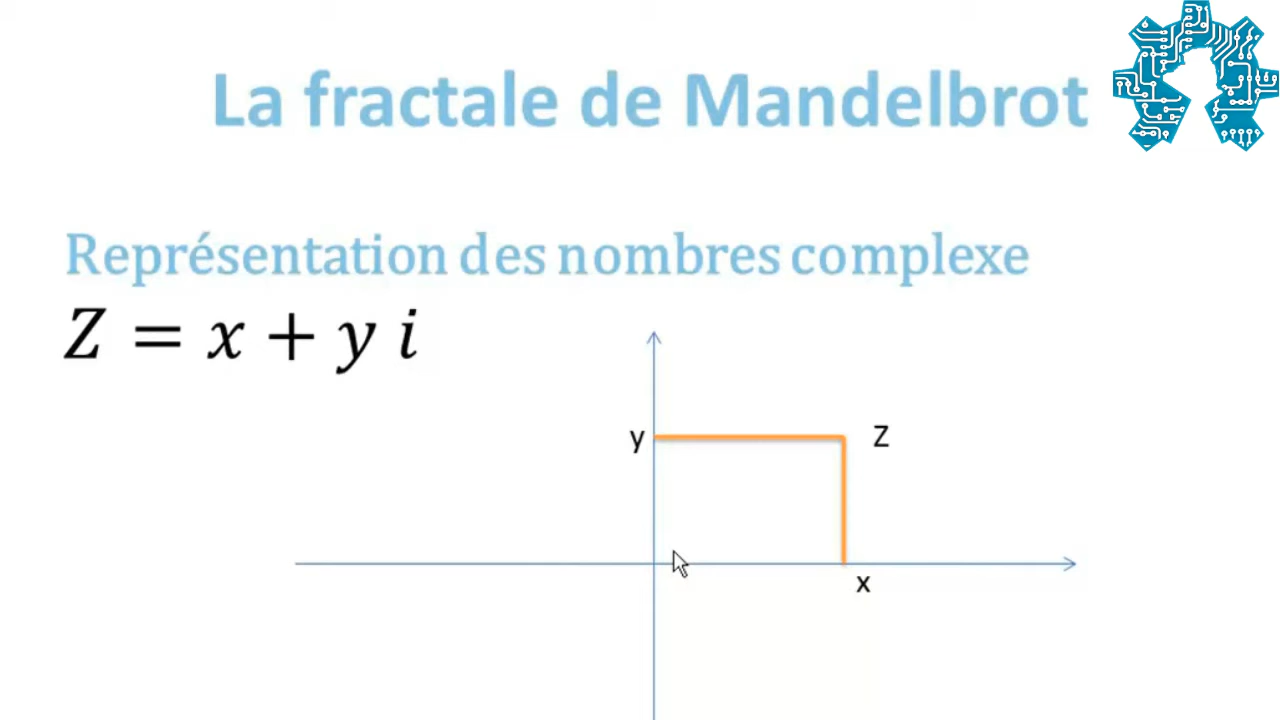 La fractale de Mandelbrot
Représentation des nombres complexe
Z = x + y i
y
Z
x